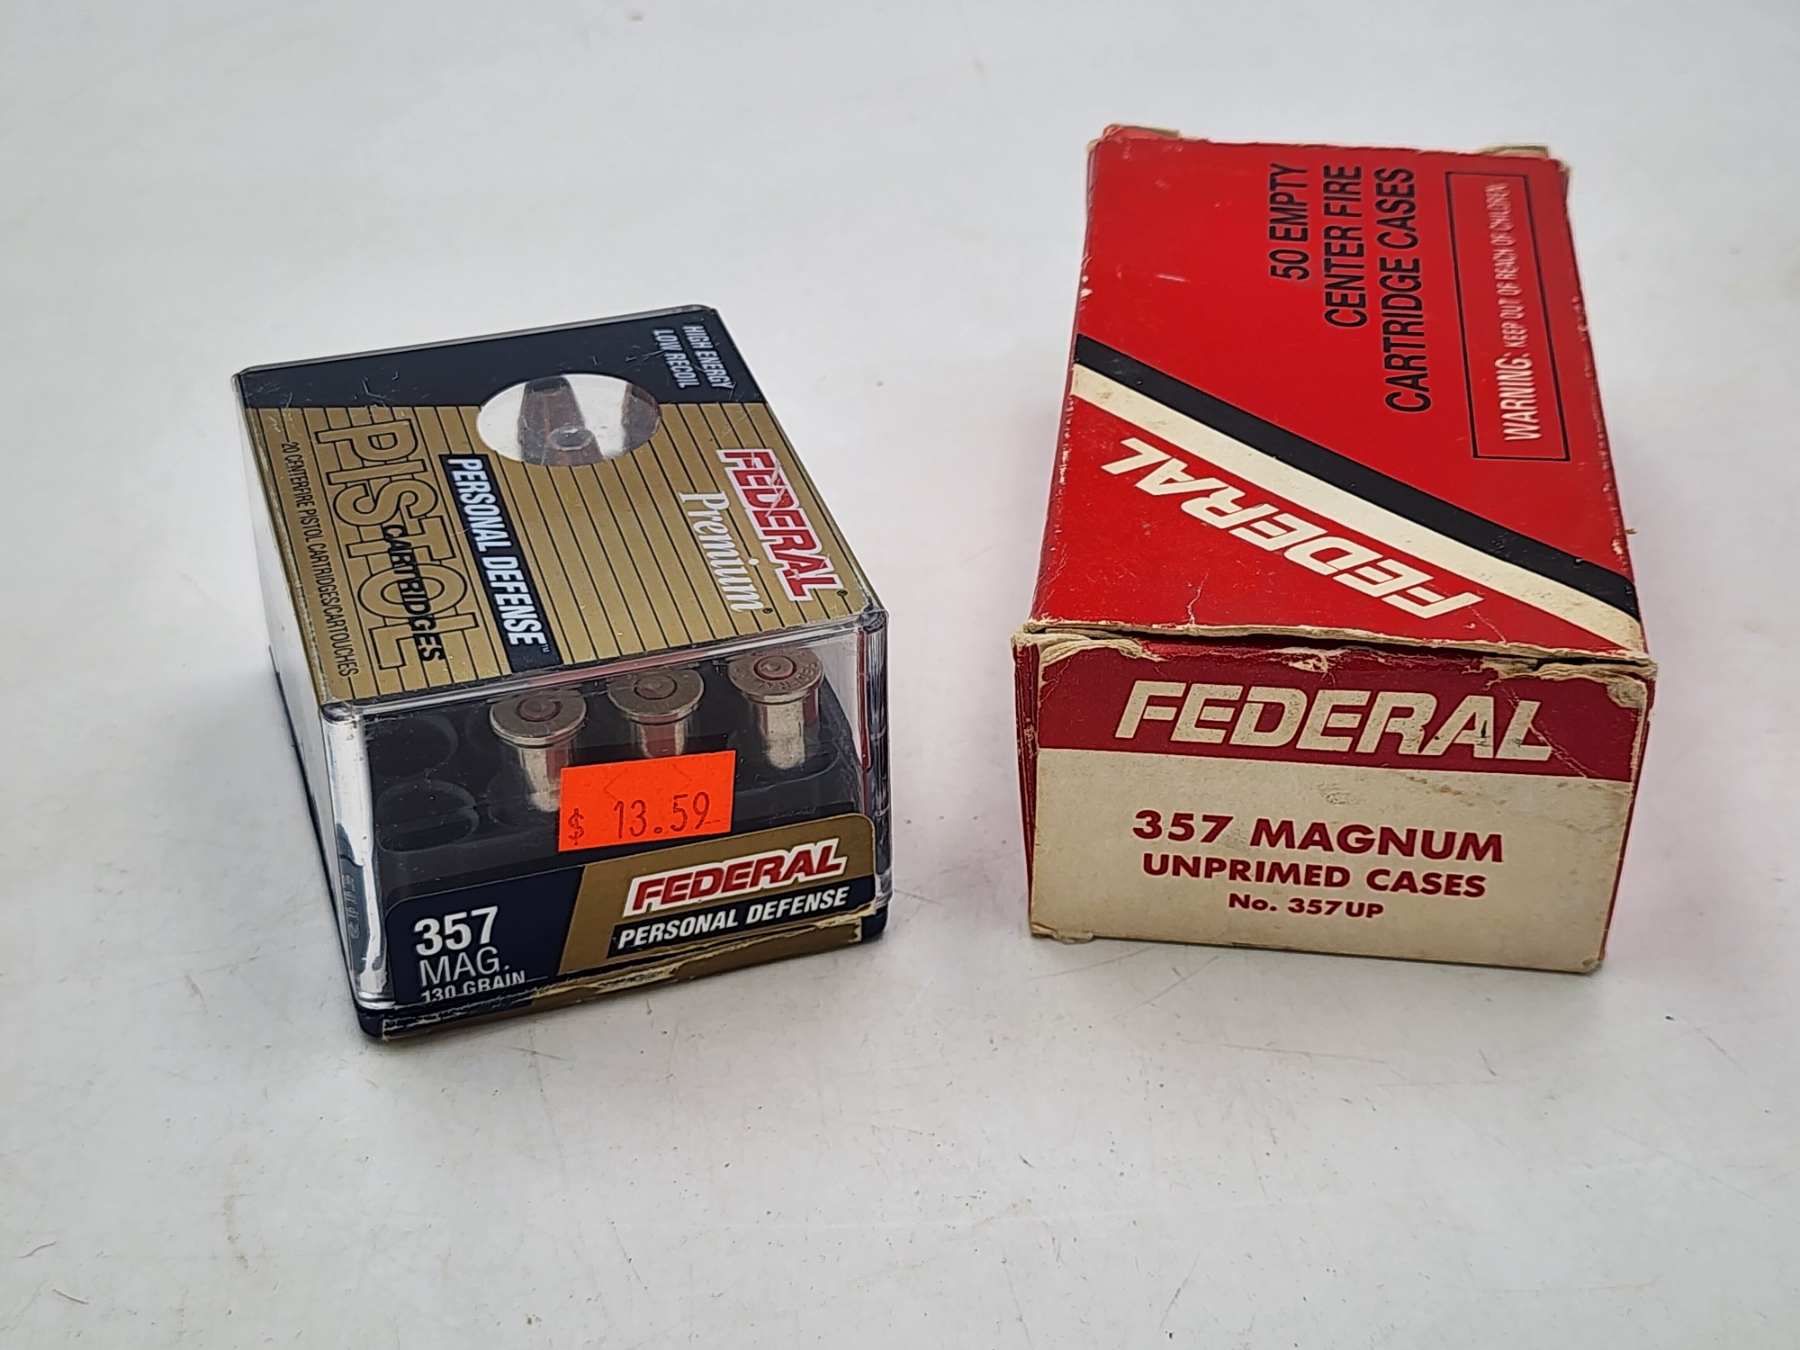 HIGH ENERGY
LOW RECOIL
FEDERAL
Premium®
PERSONAL DEFENSE™
PISTOL
CARTRIDGES
20 CENTERFIRE PISTOL CARTRIDGES/CARTOUCHES
$ 13.59
357
MAG.
130 GRAIN
FEDERAL
PERSONAL DEFENSE
50 EMPTY
CENTER FIRE
CARTRIDGE CASES
WARNING: KEEP OUT OF REACH OF CHILDREN
FEDERAL
FEDERAL
357 MAGNUM
UNPRIMED CASES
No. 357UP